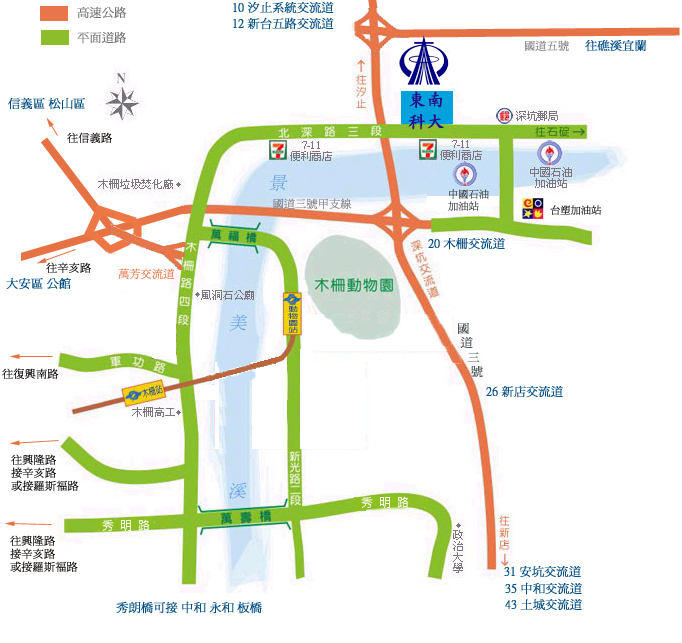 高速公路
平面道路
10 汐止系統交流道
12 新台五路交流道
國道五號
往礁溪宜蘭
N
往汐止
東南
科大
深坑郵局
信義區 松山區
往信義路
北深路三段
往石碇
7-11
便利商店
7-11
便利商店
中國石油
加油站
中國石油
加油站
木柵垃圾焚化廠
景
國道三號甲支線
台塑加油站
萬福橋
20 木柵交流道
往辛亥路
大安區 公館
萬芳交流道
木柵路四段
深坑交流道
木柵動物園
風洞石公廟
動物園站
美
國道三號
軍功路
往復興南路
木柵站
26 新店交流道
木柵高工
往興隆路
接辛亥路
或接羅斯福路
新光路二段
溪
秀明路
萬壽橋
秀明路
往興隆路
接辛亥路
或接羅斯福路
政治大學
往新店
31 安坑交流道
35 中和交流道
43 土城交流道
秀朗橋可接 中和 永和 板橋